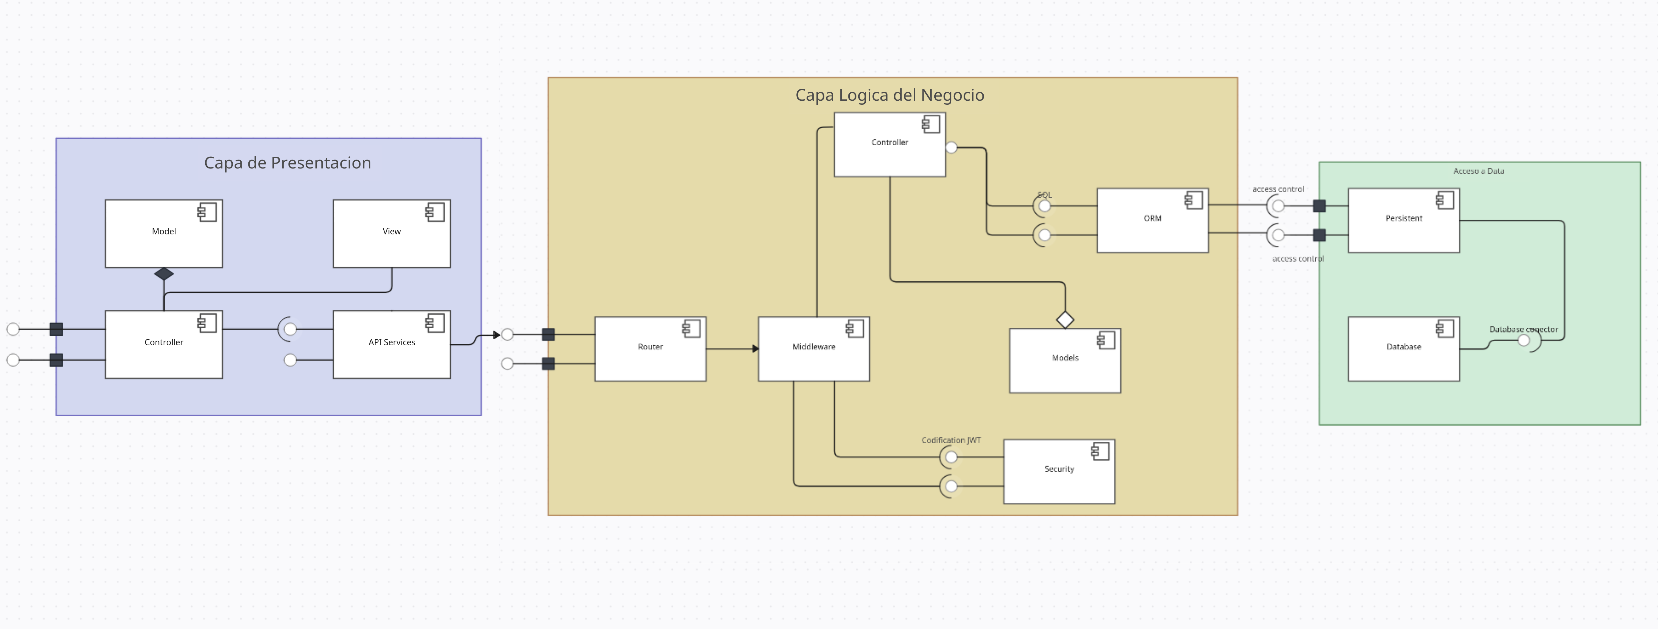 Capa de Presentacion
Model
View
Controller
API Services
Capa Logica del Negocio
Controller
SQL
ORM
Router
Middleware
Models
Codification JWT
Security
access control
access control
Acceso a Data
Persistent
Database conector
Database